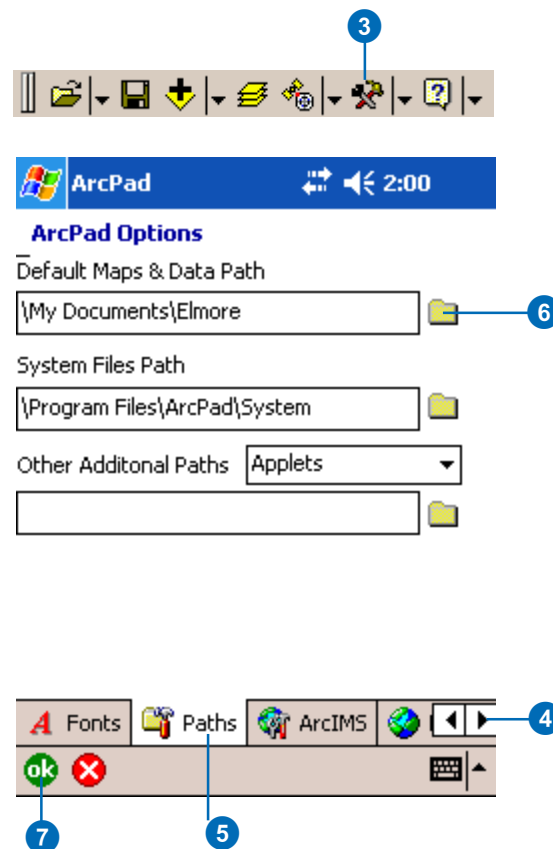 3
ArcPad 2:00
ArcPad Options
Default Maps & Data Path
\My Documents\Elmore
6
System Files Path
\Program Files\ArcPad\System
Other Additonal Paths Applets
Fonts Paths ArcIMS
4
ok
7
5